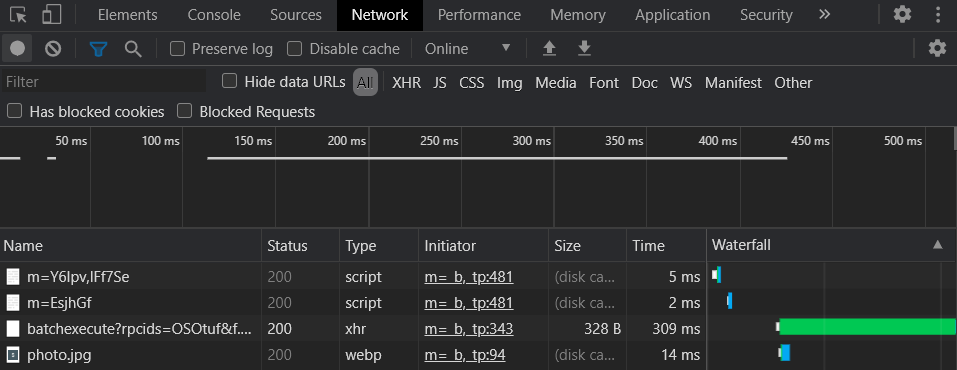 Elements Console Sources Network Performance Memory Application Security »
Preserve log Disable cache Online
Filter Hide data URLs All XHR JS CSS Img Media Font Doc WS Manifest Other
Has blocked cookies Blocked Requests
50 ms 100 ms 150 ms 200 ms 250 ms 300 ms 350 ms 400 ms 450 ms 500 ms
Name Status Type Initiator Size Time Waterfall
m=Y6Ipv,IFf7Se 200 script m=_b,_tp:481 (disk ca... 5 ms
m=EsjhGf 200 script m=_b,_tp:481 (disk ca... 2 ms
batchexecute?rpcids=OSOtuf&f.... 200 xhr m=_b,_tp:343 328 B 309 ms
photo.jpg 200 webp m=_b,_tp:94 (disk ca... 14 ms